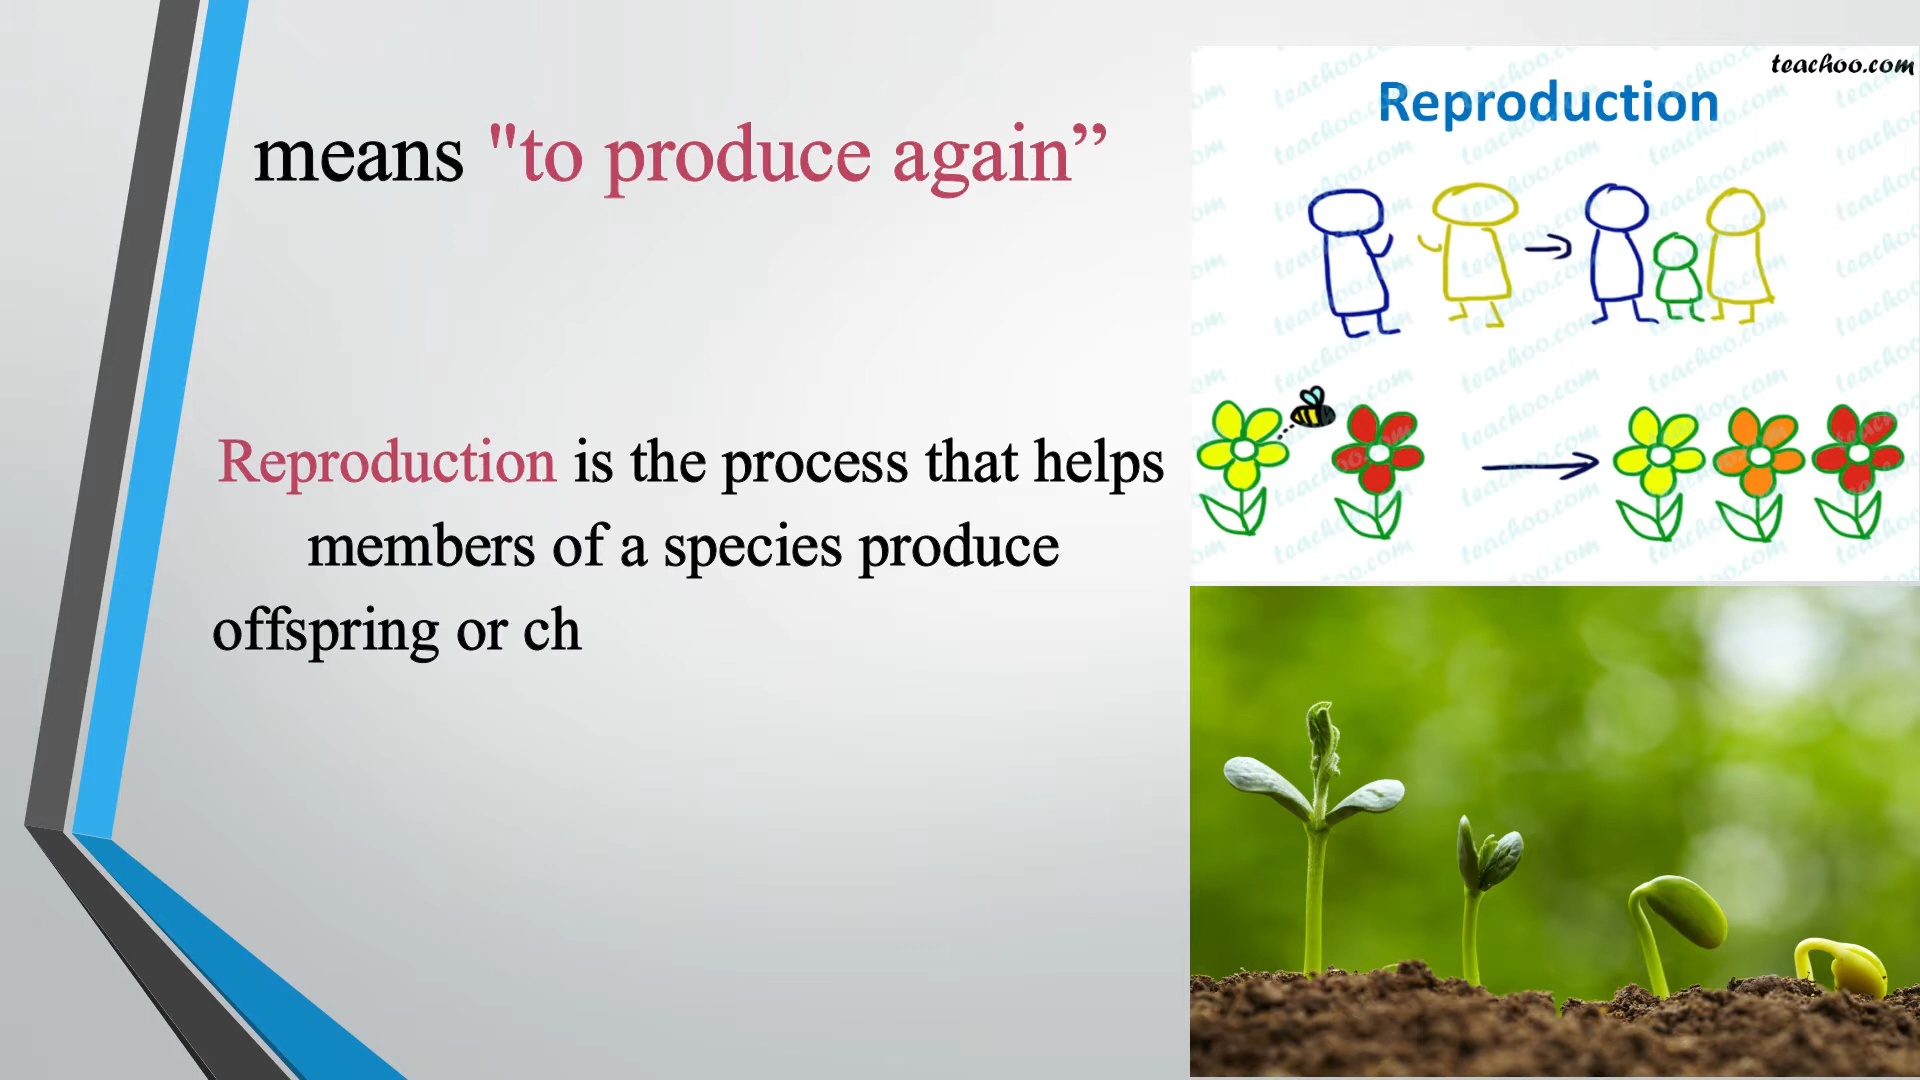 means "to produce again”
Reproduction is the process that helps
members of a species produce
offspring or ch
teachoo.com
Reproduction